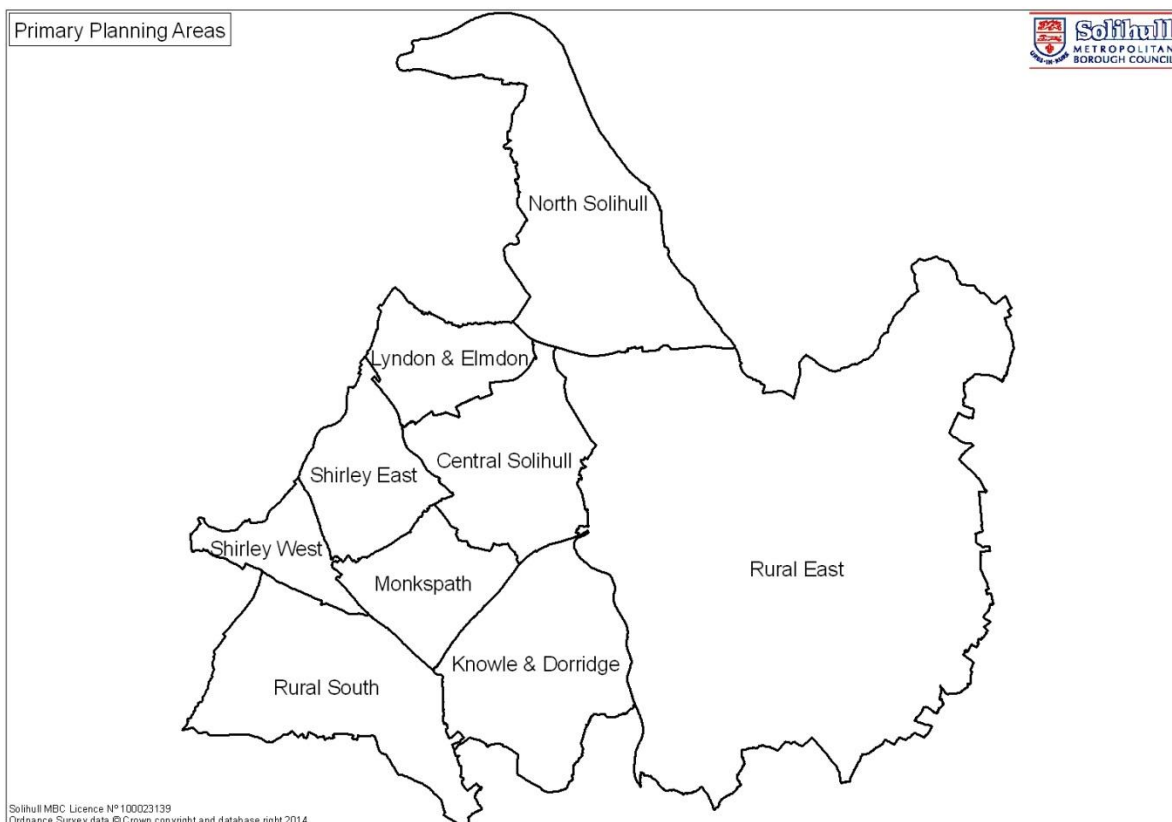 Primary Planning Areas
Solihull
METROPOLITAN
BOROUGH COUNCIL
North Solihull
Lyndon & Elmdon
Central Solihull
Shirley East
Shirley West
Monkspath
Rural East
Knowle & Dorridge
Rural South
Solihull MBC Licence Nº 100023139
Ordnance Survey data © Crown copyright and database right 2014